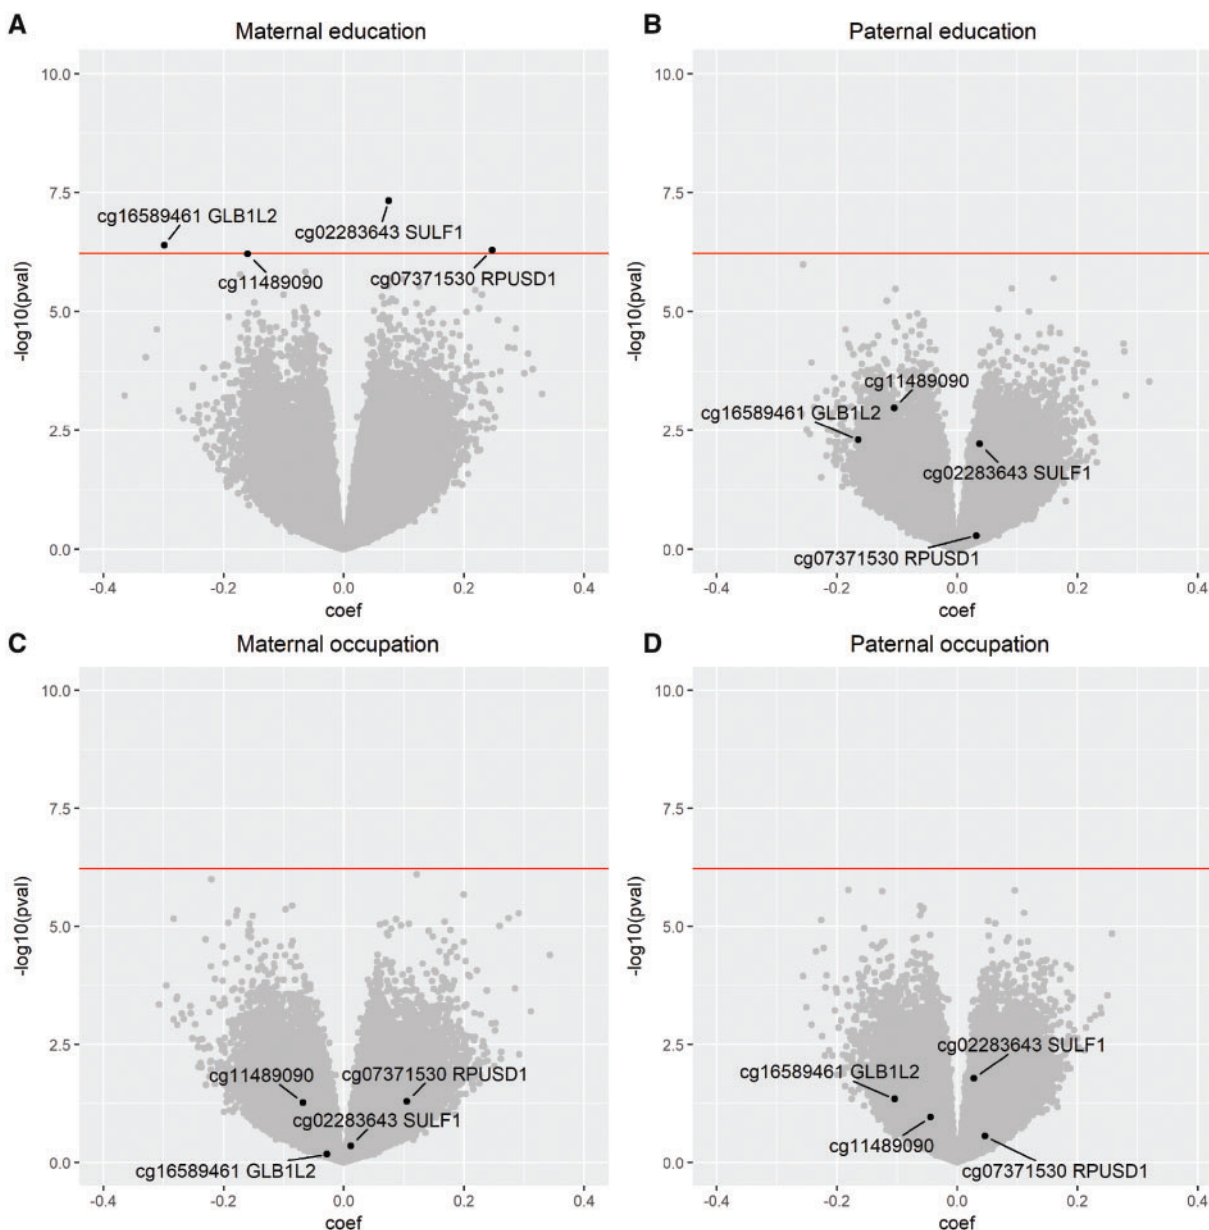 A
Maternal education
10.0
7.5
5.0
2.5
0.0
-log10(pval)
cg16589461 GLB1L2
cg02283643 SULF1
cg11489090
cg07371530 RPUSD1
-0.4
-0.2
0.0
0.2
0.4
coef
B
Paternal education
10.0
7.5
5.0
2.5
0.0
-log10(pval)
cg11489090
cg16589461 GLB1L2
cg02283643 SULF1
cg07371530 RPUSD1
-0.4
-0.2
0.0
0.2
0.4
coef
C
Maternal occupation
10.0
7.5
5.0
2.5
0.0
-log10(pval)
cg11489090
cg07371530 RPUSD1
cg02283643 SULF1
cg16589461 GLB1L2
-0.4
-0.2
0.0
0.2
0.4
coef
D
Paternal occupation
10.0
7.5
5.0
2.5
0.0
-log10(pval)
cg02283643 SULF1
cg16589461 GLB1L2
cg11489090
cg07371530 RPUSD1
-0.4
-0.2
0.0
0.2
0.4
coef